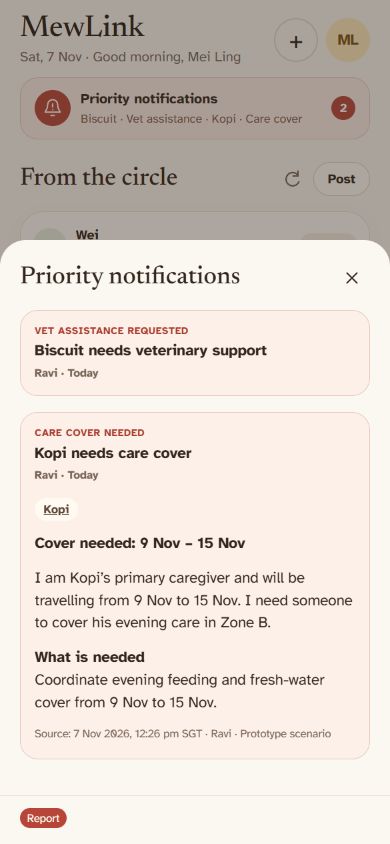 MewLink
Sat, 7 Nov · Good morning, Mei Ling
+
ML
Priority notifications
Biscuit · Vet assistance · Kopi · Care cover
2
From the circle
Post
Wei
Priority notifications
×
VET ASSISTANCE REQUESTED
Biscuit needs veterinary support
Ravi · Today
CARE COVER NEEDED
Kopi needs care cover
Ravi · Today
Kopi
Cover needed: 9 Nov – 15 Nov
I am Kopi’s primary caregiver and will be
travelling from 9 Nov to 15 Nov. I need someone
to cover his evening care in Zone B.
What is needed
Coordinate evening feeding and fresh-water
cover from 9 Nov to 15 Nov.
Source: 7 Nov 2026, 12:26 pm SGT · Ravi · Prototype scenario
Report